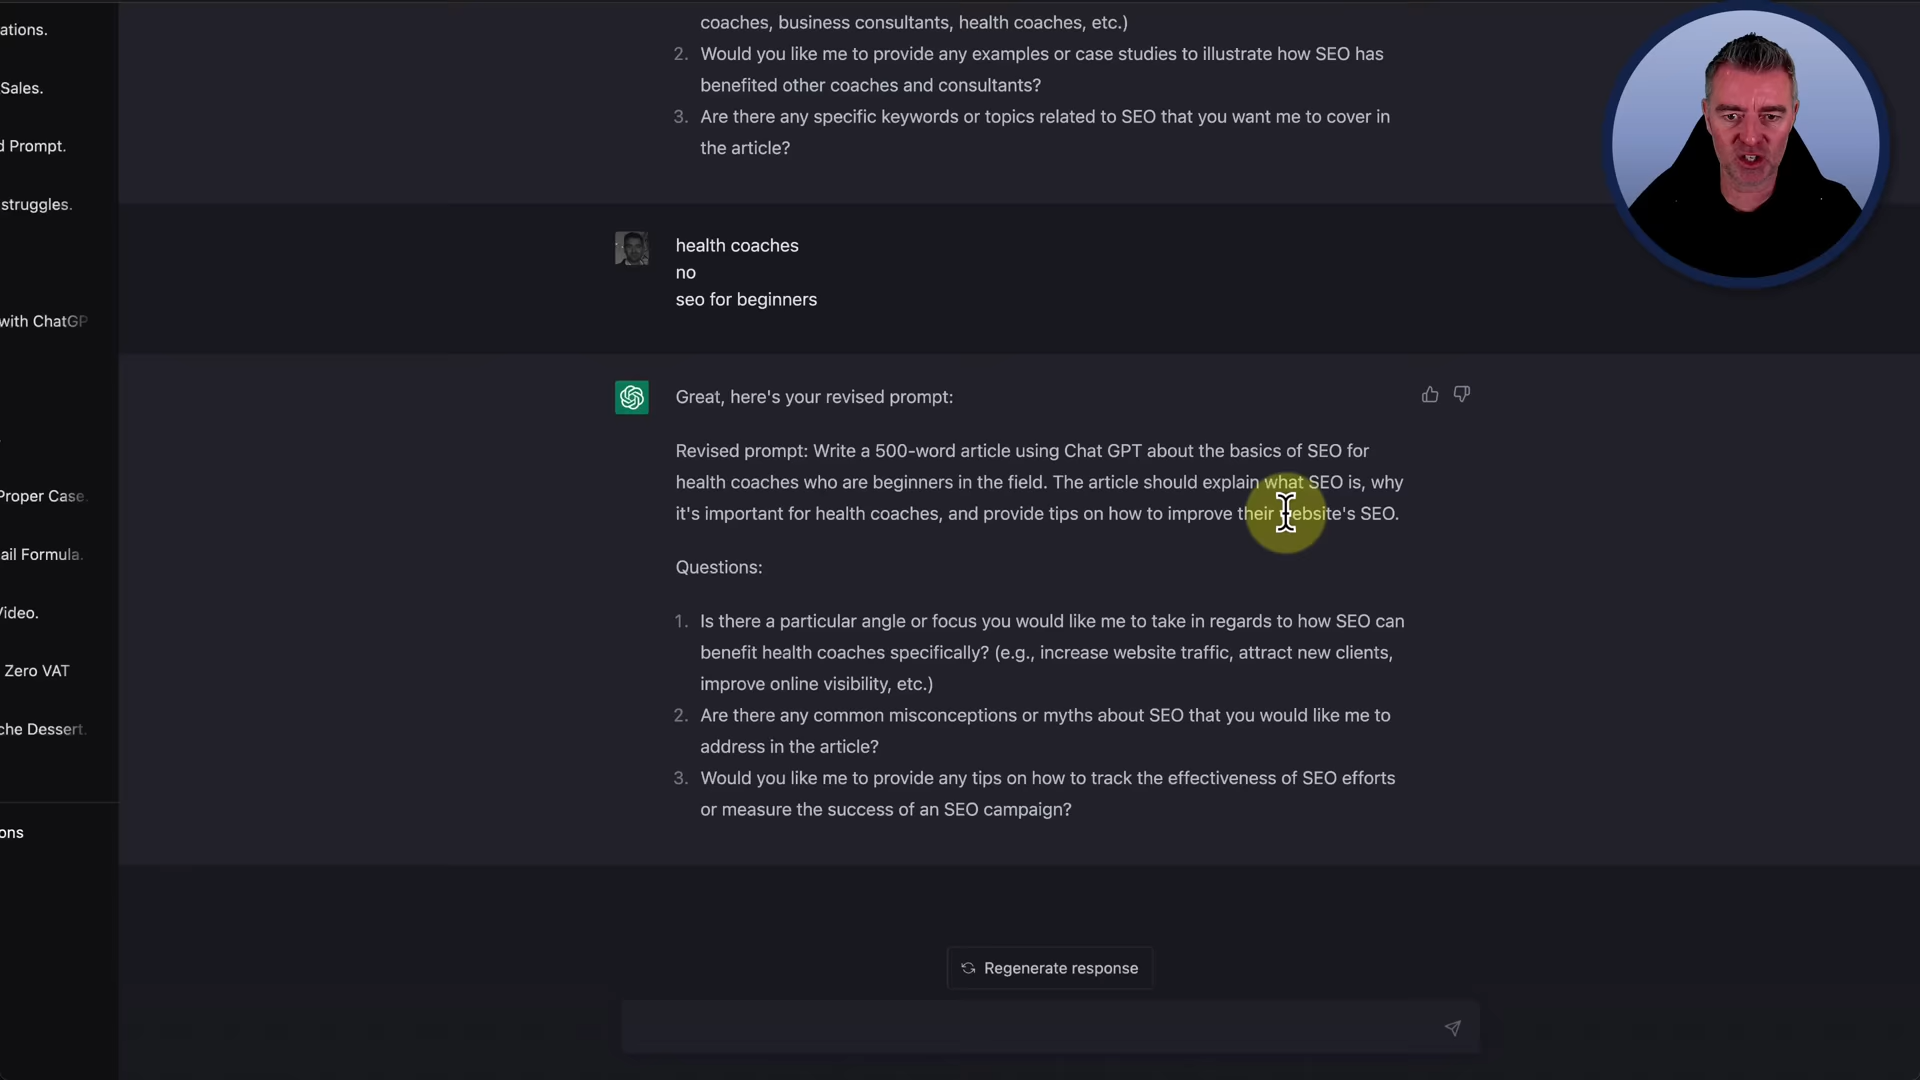 ations.
Sales.
d Prompt.
struggles.
with ChatGP
Proper Case.
ail Formula.
Video.
Zero VAT
che Dessert.
ons
coaches, business consultants, health coaches, etc.)
2. Would you like me to provide any examples or case studies to illustrate how SEO has
benefited other coaches and consultants?
3. Are there any specific keywords or topics related to SEO that you want me to cover in
the article?
health coaches
no
seo for beginners
Great, here's your revised prompt:
Revised prompt: Write a 500-word article using Chat GPT about the basics of SEO for
health coaches who are beginners in the field. The article should explain what SEO is, why
it's important for health coaches, and provide tips on how to improve their website's SEO.
Questions:
1. Is there a particular angle or focus you would like me to take in regards to how SEO can
benefit health coaches specifically? (e.g., increase website traffic, attract new clients,
improve online visibility, etc.)
2. Are there any common misconceptions or myths about SEO that you would like me to
address in the article?
3. Would you like me to provide any tips on how to track the effectiveness of SEO efforts
or measure the success of an SEO campaign?
Regenerate response